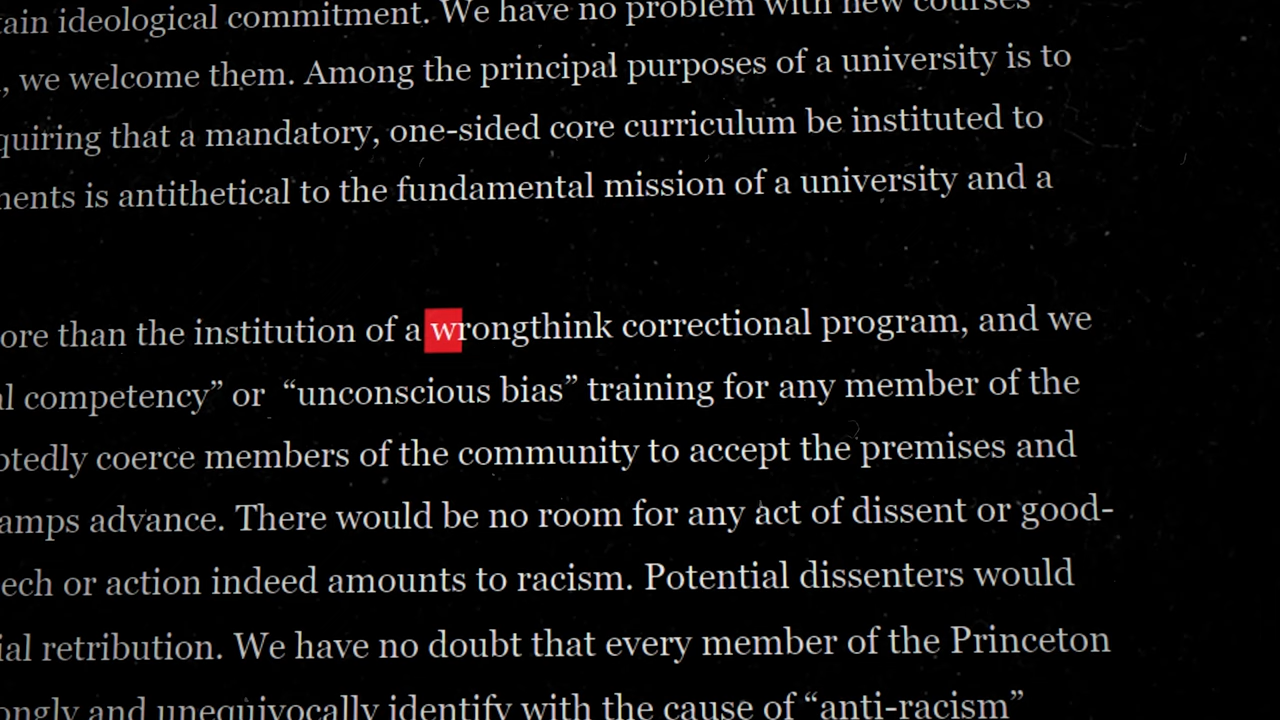 ideological commitment. We have no problem with new courses
, we welcome them. Among the principal purposes of a university is to
quiring that a mandatory, one-sided core curriculum be instituted to
ments is antithetical to the fundamental mission of a university and a
ore than the institution of a wrongthink correctional program, and we
l competency” or “unconscious bias” training for any member of the
tedly coerce members of the community to accept the premises and
amps advance. There would be no room for any act of dissent or good-
ech or action indeed amounts to racism. Potential dissenters would
ial retribution. We have no doubt that every member of the Princeton
ongly and unequivocally identify with the cause of “anti-racism”